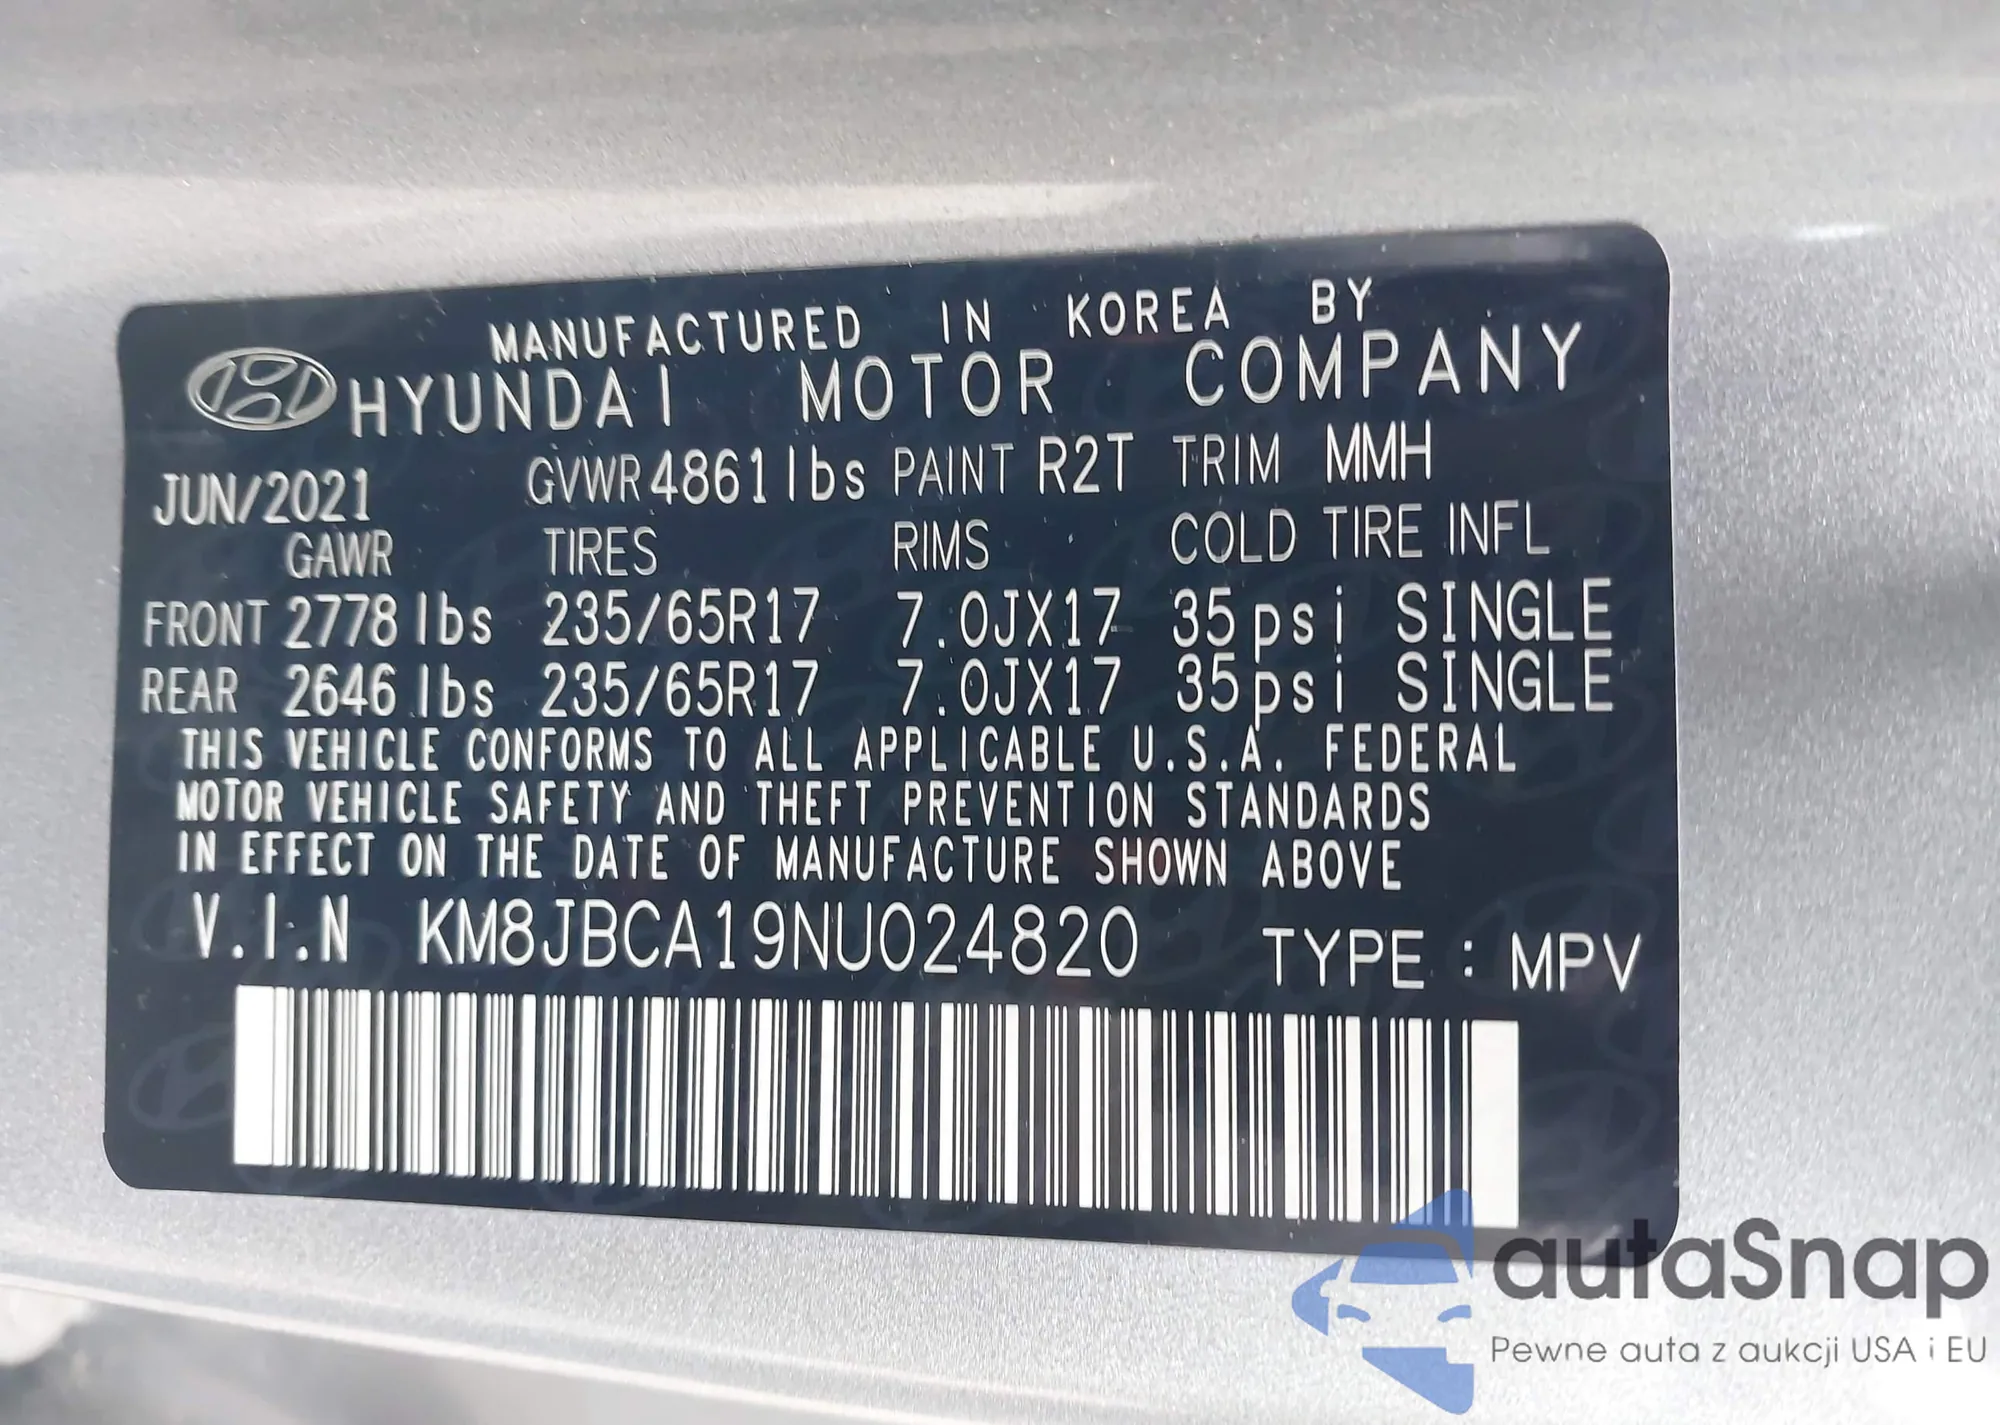 MANUFACTURED IN KOREA BY
HYUNDAI MOTOR COMPANY
JUN/2021 GVWR 4861lbs PAINT R2T TRIM MMH
GAWR TIRES RIMS COLD TIRE INFL
FRONT 2778 lbs 235/65R17 7.0JX17 35psi SINGLE
REAR 2646 lbs 235/65R17 7.0JX17 35psi SINGLE
THIS VEHICLE CONFORMS TO ALL APPLICABLE U.S.A. FEDERAL
MOTOR VEHICLE SAFETY AND THEFT PREVENTION STANDARDS
IN EFFECT ON THE DATE OF MANUFACTURE SHOWN ABOVE
V.I.N KM8JBCA19NU024820 TYPE : MPV
autaSnap
Pewne auta z aukcji USA i EU